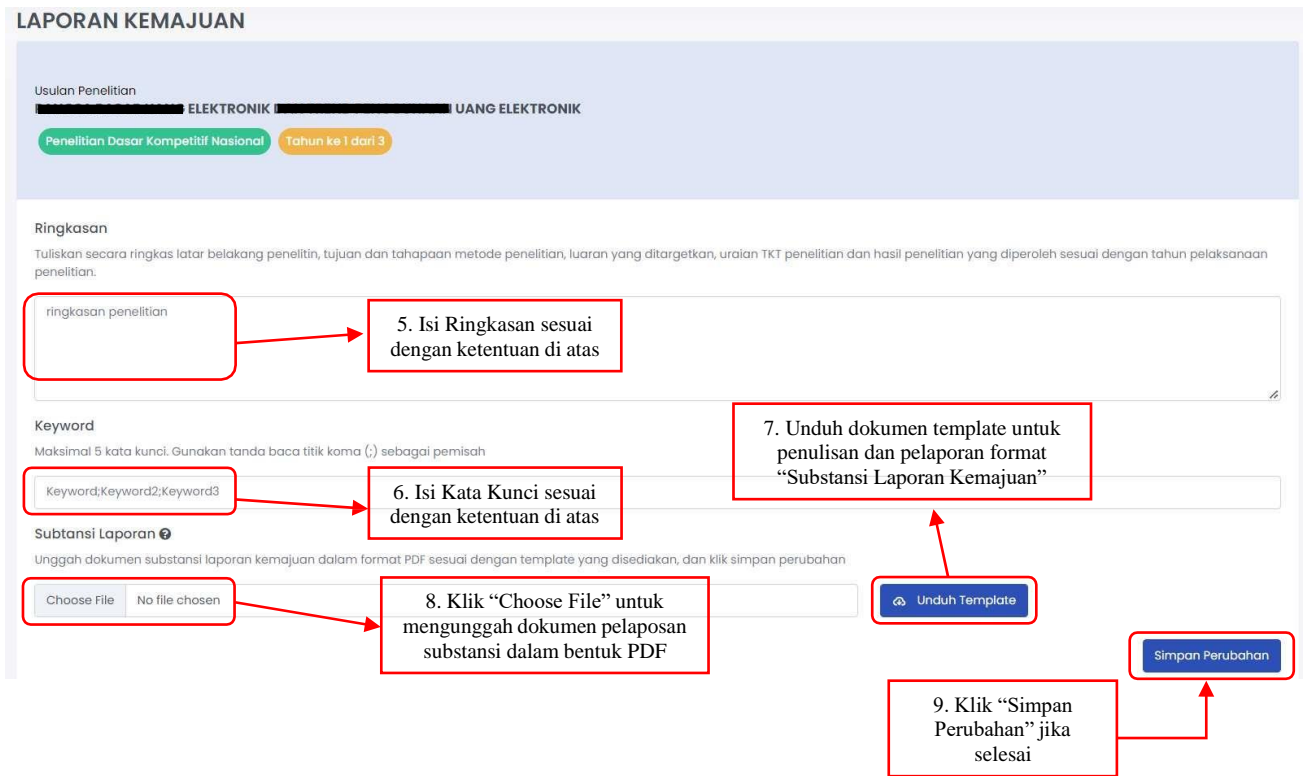 LAPORAN KEMAJUAN
Usulan Penelitian
ELEKTRONIK UANG ELEKTRONIK
Penelitian Dasar Kompetitif Nasional Tahun ke 1 dari 3
Ringkasan
Tuliskan secara ringkas latar belakang penelitin, tujuan dan tahapaan metode penelitian, luaran yang ditargetkan, uraian TKT penelitian dan hasil penelitian yang diperoleh sesuai dengan tahun pelaksanaan
penelitian.
ringkasan penelitian
5. Isi Ringkasan sesuai
dengan ketentuan di atas
Keyword
Maksimal 5 kata kunci. Gunakan tanda baca titik koma (;) sebagai pemisah
7. Unduh dokumen template untuk
penulisan dan pelaporan format
“Substansi Laporan Kemajuan”
Keyword;Keyword2;Keyword3
6. Isi Kata Kunci sesuai
dengan ketentuan di atas
Subtansi Laporan
Unggah dokumen substansi laporan kemajuan dalam format PDF sesuai dengan template yang disediakan, dan klik simpan perubahan
Choose File No file chosen
8. Klik “Choose File” untuk
mengunggah dokumen pelaposan
substansi dalam bentuk PDF
Unduh Template
Simpan Perubahan
9. Klik “Simpan
Perubahan” jika
selesai